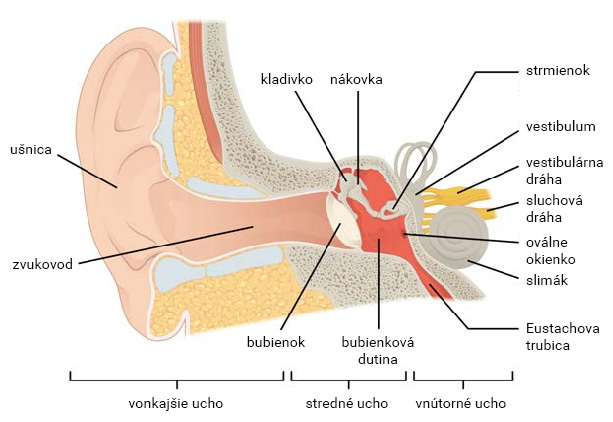 kladivko
nákovka
strmienok
vestibulum
ušnica
vestibulárna
dráha
sluchová
dráha
oválne
okienko
zvukovod
slimák
Eustachova
trubica
bubienok
bubienková
dutina
vonkajšie ucho
stredné ucho
vnútorné ucho